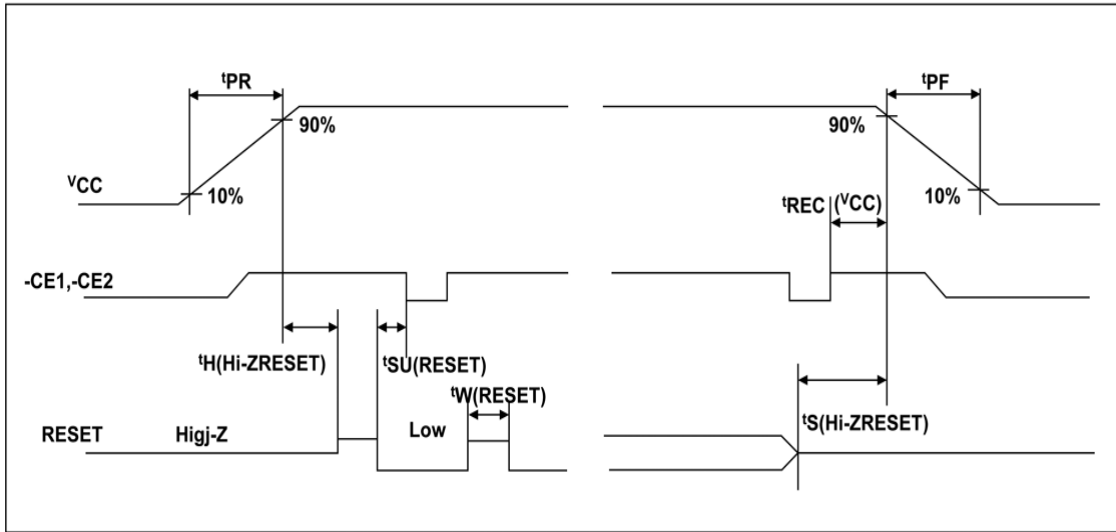 tPR
tPF
90%
90%
VCC
10%
10%
tREC (VCC)
-CE1,-CE2
tH(Hi-ZRESET)
tSU(RESET)
tW(RESET)
tS(Hi-ZRESET)
RESET
Higj-Z
Low